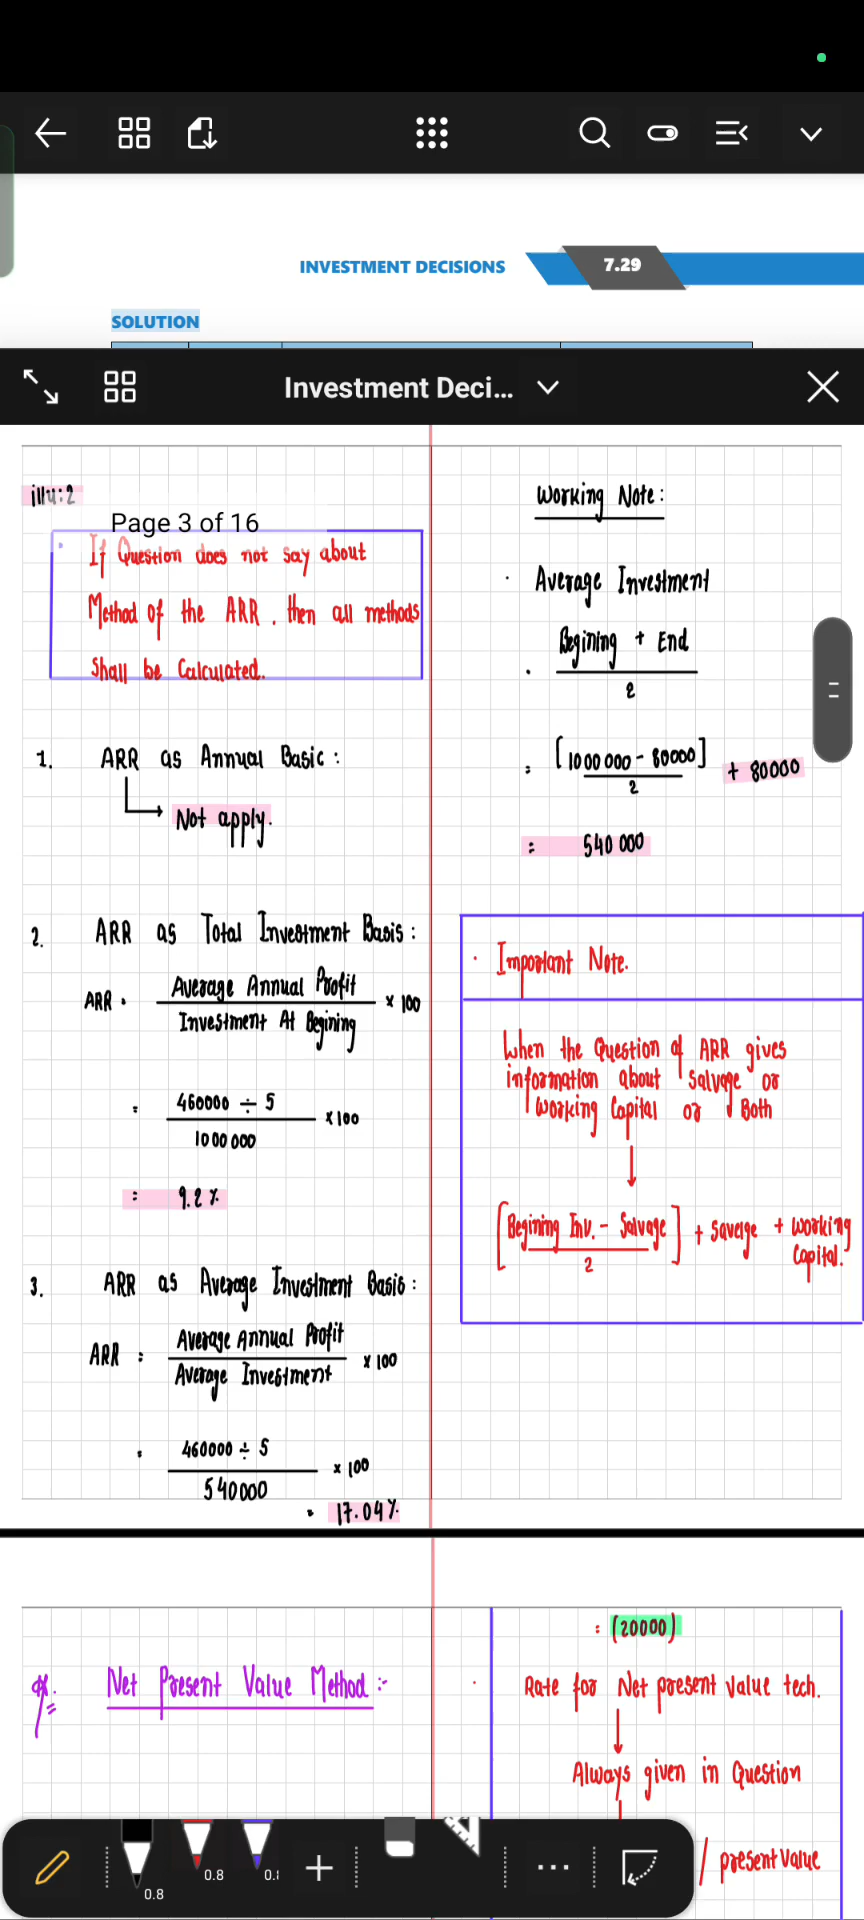 INVESTMENT DECISIONS
7.29
SOLUTION
Investment Deci...
illu:2
Page 3 of 16
If Question does not say about
Method of the ARR, then all methods
Shall be Calculated.
1. ARR as Annual Basic :
Not apply.
2. ARR as Total Investment Basis :
ARR = Average Annual Profit
Investment At Begining
× 100
= 460000 ÷ 5
1000000
× 100
= 9.2 %
3. ARR as Average Investment Basis :
ARR = Average Annual Profit
Average Investment
× 100
= 460000 ÷ 5
540000
× 100
= 17.04%
Working Note :
Average Investment
Begining + End
2
= [1000000 - 80000]
2
+ 80000
= 540 000
Important Note.
When the Question of ARR gives
information about Salvage or
Working Capital or Both
[Begining Inv. - Salvage]
2
+ Savelge + Working
Capital.
Net Present Value Method :-
= (20000)
Rate for Net present value tech.
Always given in Question
/ present Value
0.8
0.8
0.8